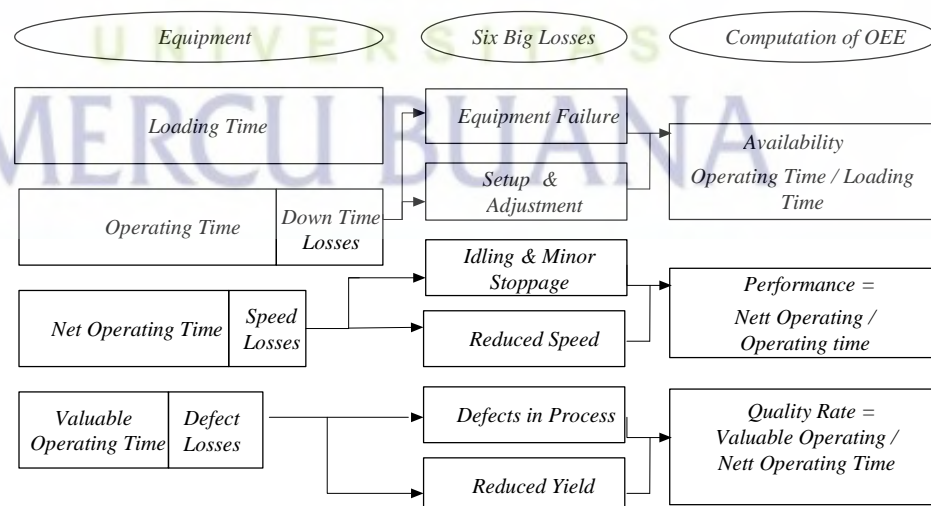 UNIVERSITAS
MERCU BUANA
Equipment
Six Big Losses
Computation of OEE
Loading Time
Equipment Failure
Availability
Operating Time / Loading
Time
Setup &
Adjustment
Operating Time
Down Time
Losses
Idling & Minor
Stoppage
Performance =
Nett Operating /
Operating time
Net Operating Time
Speed
Losses
Reduced Speed
Valuable
Operating Time
Defect
Losses
Defects in Process
Quality Rate =
Valuable Operating /
Nett Operating Time
Reduced Yield